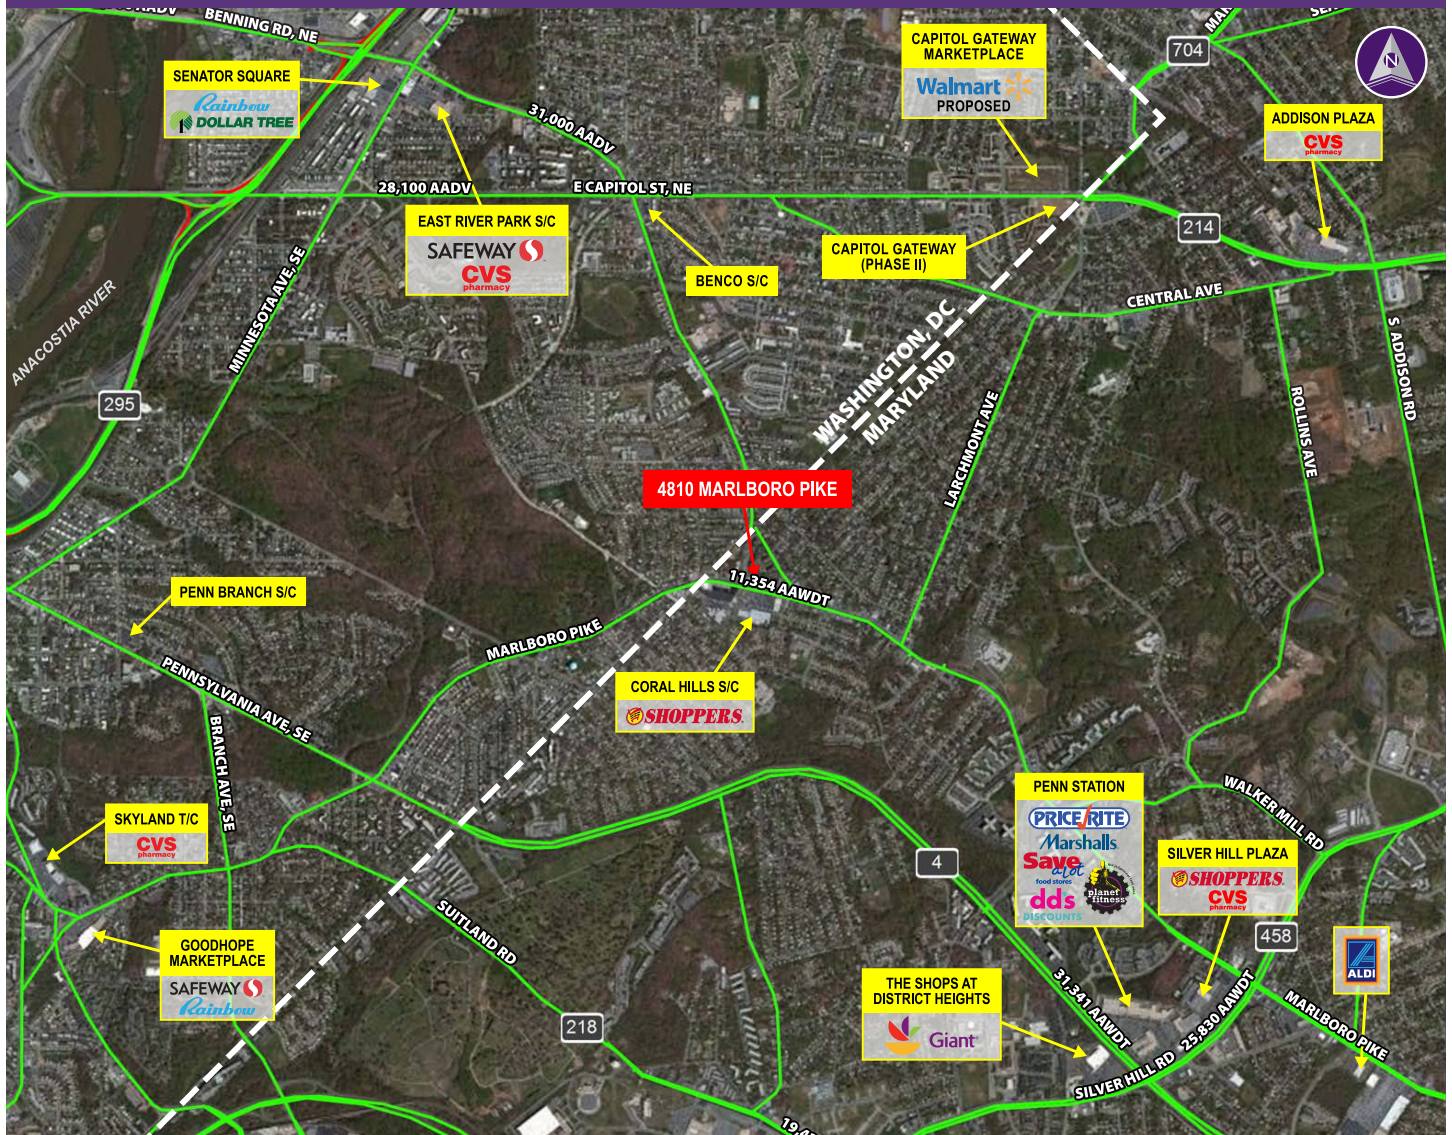 BENNING RD, NE
SENATOR SQUARE
Rainbow
DOLLAR TREE
31,000 AADV
CAPITOL GATEWAY
MARKETPLACE
Walmart
PROPOSED
704
N
ADDISON PLAZA
CVS
pharmacy
28,100 AADV
E CAPITOL ST, NE
EAST RIVER PARK S/C
SAFEWAY
CVS
pharmacy
BENCO S/C
CAPITOL GATEWAY
(PHASE II)
214
CENTRAL AVE
ANACOSTIA RIVER
MINNESOTA AVE, SE
295
WASHINGTON, DC
MARYLAND
LARCHMONT AVE
ROLLINS AVE
S ADDISON RD
4810 MARLBORO PIKE
11,354 AAWDT
PENN BRANCH S/C
MARLBORO PIKE
PENNSYLVANIA AVE, SE
BRANCH AVE, SE
CORAL HILLS S/C
SHOPPERS
SKYLAND T/C
CVS
pharmacy
PENN STATION
PRICE RITE
Marshalls
Save
a lot
food stores
dd's
DISCOUNTS
planet
fitness
WALKER MILL RD
SILVER HILL PLAZA
SHOPPERS
CVS
pharmacy
4
458
ALDI
SUITLAND RD
GOODHOPE
MARKETPLACE
SAFEWAY
Rainbow
218
THE SHOPS AT
DISTRICT HEIGHTS
Giant
31,341 AAWDT
25,830 AAWDT
SILVER HILL RD
MARLBORO PIKE